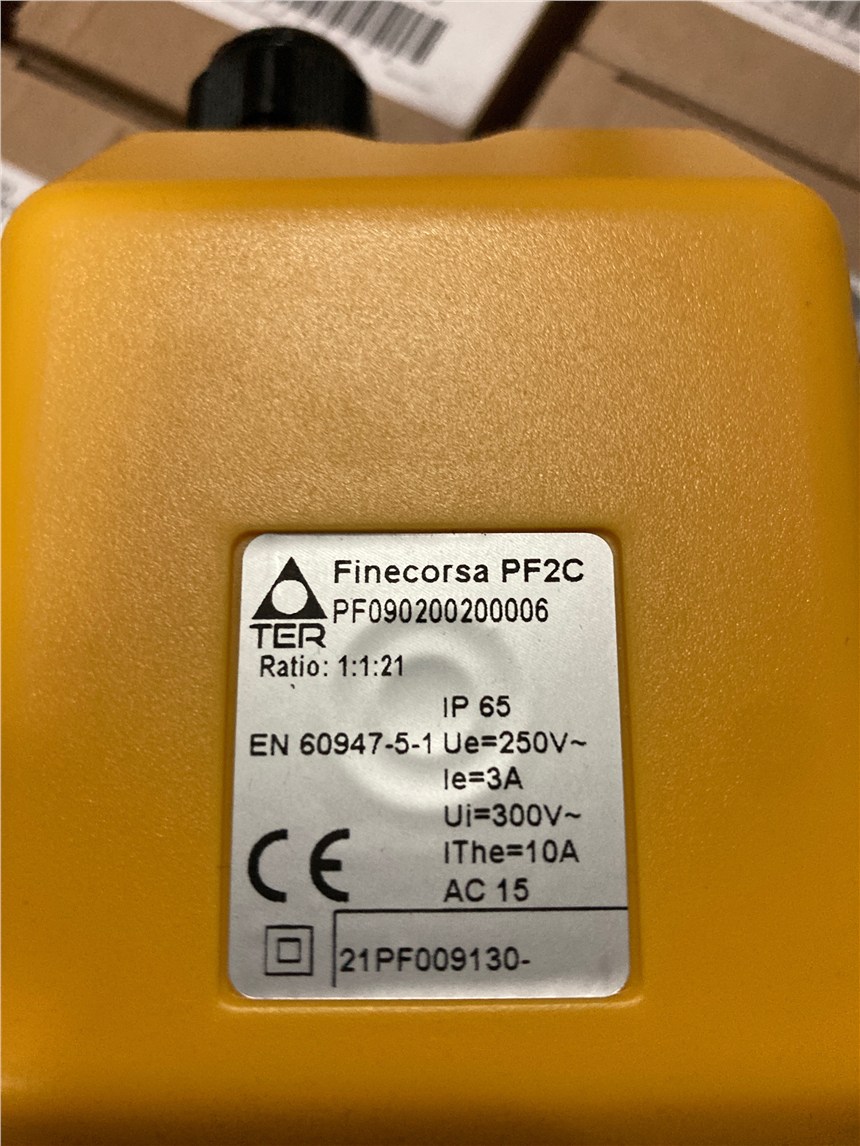 Finecorsa PF2C
PF090200200006
TER
Ratio: 1:1:21
IP 65
EN 60947-5-1 Ue=250V~
Ie=3A
Ui=300V~
IThe=10A
CE
AC 15
21PF009130-